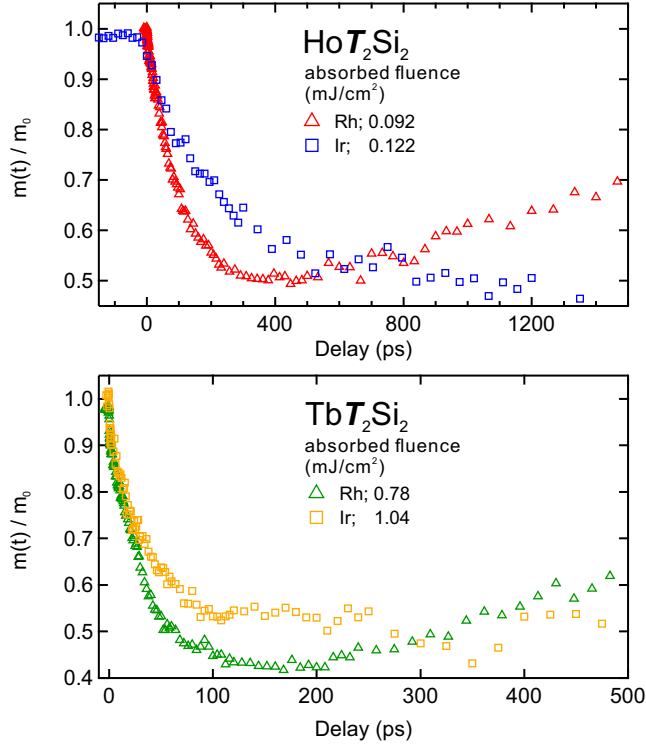 HoT₂Si₂
absorbed fluence
(mJ/cm²)
Rh; 0.092
Ir; 0.122
m(t) / m₀
1.0
0.9
0.8
0.7
0.6
0.5
0 400 800 1200
Delay (ps)
TbT₂Si₂
absorbed fluence
(mJ/cm²)
Rh; 0.78
Ir; 1.04
m(t) / m₀
1.0
0.9
0.8
0.7
0.6
0.5
0.4
0 100 200 300 400 500
Delay (ps)